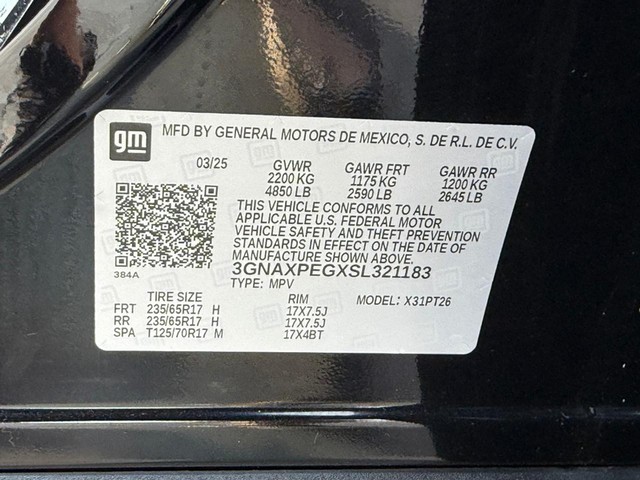 gm MFD BY GENERAL MOTORS DE MEXICO, S. DE R.L. DE C.V.
03/25 GVWR GAWR FRT GAWR RR
2200 KG 1175 KG 1200 KG
4850 LB 2590 LB 2645 LB
THIS VEHICLE CONFORMS TO ALL
APPLICABLE U.S. FEDERAL MOTOR
VEHICLE SAFETY AND THEFT PREVENTION
STANDARDS IN EFFECT ON THE DATE OF
MANUFACTURE SHOWN ABOVE.
384A 3GNAXPEGXSL321183
TYPE: MPV
TIRE SIZE RIM MODEL: X31PT26
FRT 235/65R17 H 17X7.5J
RR 235/65R17 H 17X7.5J
SPA T125/70R17 M 17X4BT